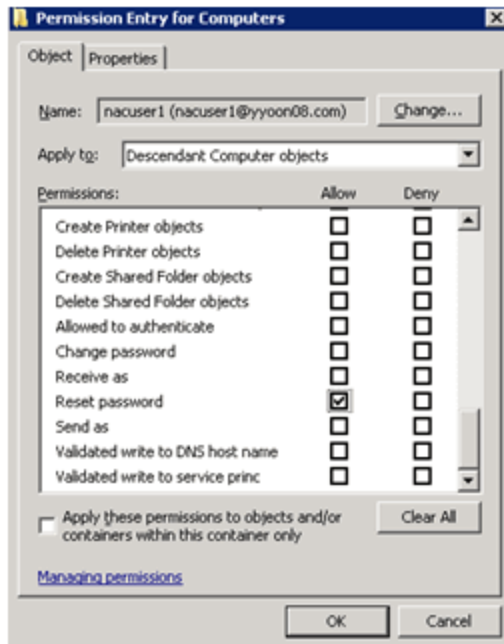 Permission Entry for Computers
Object Properties
Name: nacuser1 (nacuser1@yyoon08.com) Change...
Apply to: Descendant Computer objects
Permissions: Allow Deny
Create Printer objects
Delete Printer objects
Create Shared Folder objects
Delete Shared Folder objects
Allowed to authenticate
Change password
Receive as
Reset password
Send as
Validated write to DNS host name
Validated write to service princ
Apply these permissions to objects and/or Clear All
containers within this container only
Managing permissions
OK Cancel